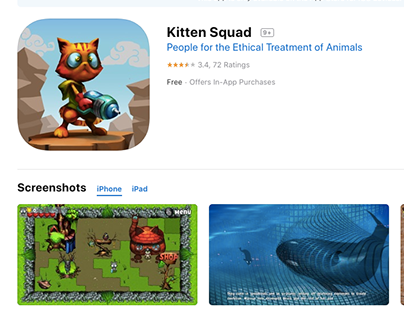 Kitten Squad 9+
People for the Ethical Treatment of Animals
3.4, 72 Ratings
Free · Offers In-App Purchases
Screenshots iPhone iPad
Menu
SHOP